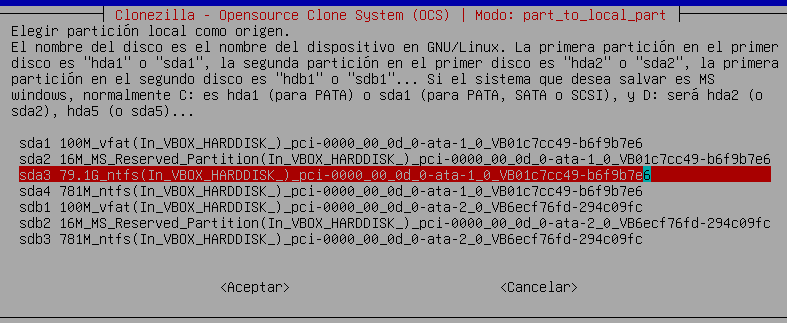 Clonezilla - Opensource Clone System (OCS) | Modo: part_to_local_part
Elegir partición local como origen.
El nombre del disco es el nombre del dispositivo en GNU/Linux. La primera partición en el primer
disco es "hda1" o "sda1", la segunda partición en el primer disco es "hda2" o "sda2", la primera
partición en el segundo disco es "hdb1" o "sdb1"... Si el sistema que desea salvar es MS
windows, normalmente C: es hda1 (para PATA) o sda1 (para PATA, SATA o SCSI), y D: será hda2 (o
sda2), hda5 (o sda5)...
sda1 100M_vfat(In_VBOX_HARDDISK_)_pci-0000_00_0d_0-ata-1_0_VB01c7cc49-b6f9b7e6
sda2 16M_MS_Reserved_Partition(In_VBOX_HARDDISK_)_pci-0000_00_0d_0-ata-1_0_VB01c7cc49-b6f9b7e6
sda3 79.1G_ntfs(In_VBOX_HARDDISK_)_pci-0000_00_0d_0-ata-1_0_VB01c7cc49-b6f9b7e6
sda4 781M_ntfs(In_VBOX_HARDDISK_)_pci-0000_00_0d_0-ata-1_0_VB01c7cc49-b6f9b7e6
sdb1 100M_vfat(In_VBOX_HARDDISK_)_pci-0000_00_0d_0-ata-2_0_VB6ecf76fd-294c09fc
sdb2 16M_MS_Reserved_Partition(In_VBOX_HARDDISK_)_pci-0000_00_0d_0-ata-2_0_VB6ecf76fd-294c09fc
sdb3 781M_ntfs(In_VBOX_HARDDISK_)_pci-0000_00_0d_0-ata-2_0_VB6ecf76fd-294c09fc
<Aceptar> <Cancelar>